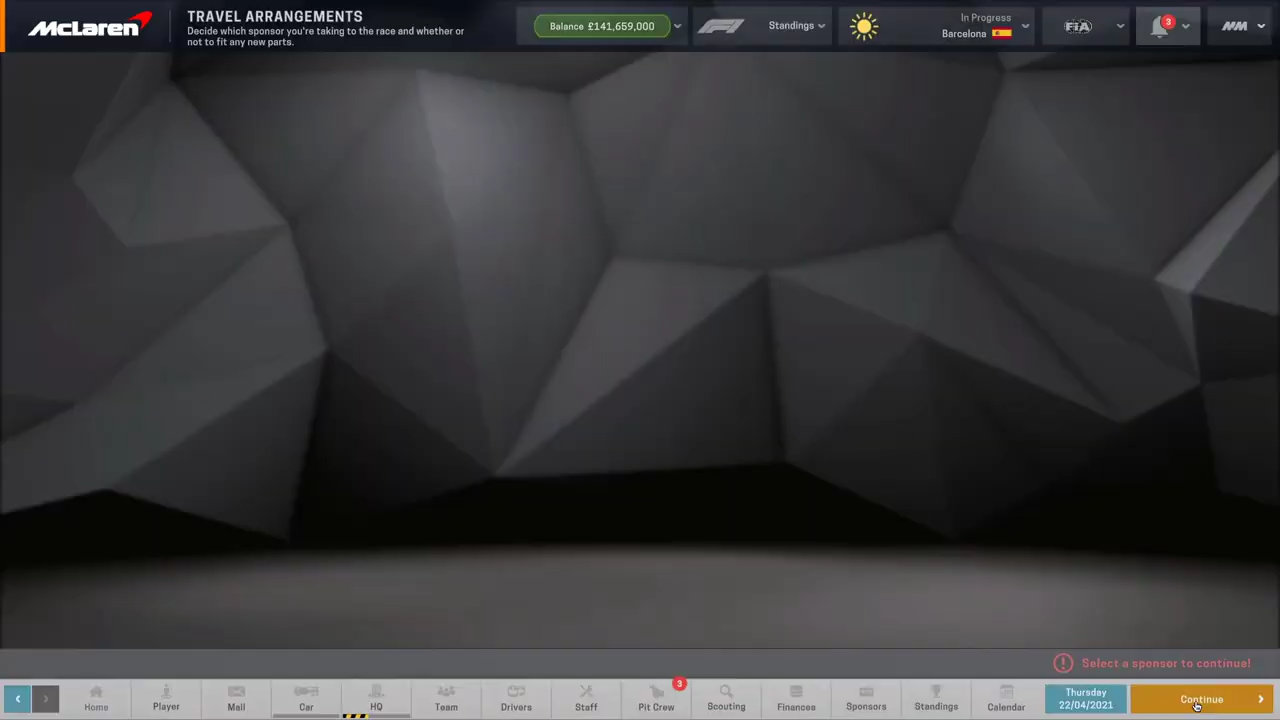 McLaren
TRAVEL ARRANGEMENTS
Decide which sponsor you're taking to the race and whether or
not to fit any new parts.
Balance £141,659,000
F1
Standings
In Progress
Barcelona
FIA
3
MM
Select a sponsor to continue!
Home
Player
Mail
Car
HQ
Team
Drivers
Staff
Pit Crew
3
Scouting
Finances
Sponsors
Standings
Calendar
Thursday
22/04/2021
Continue